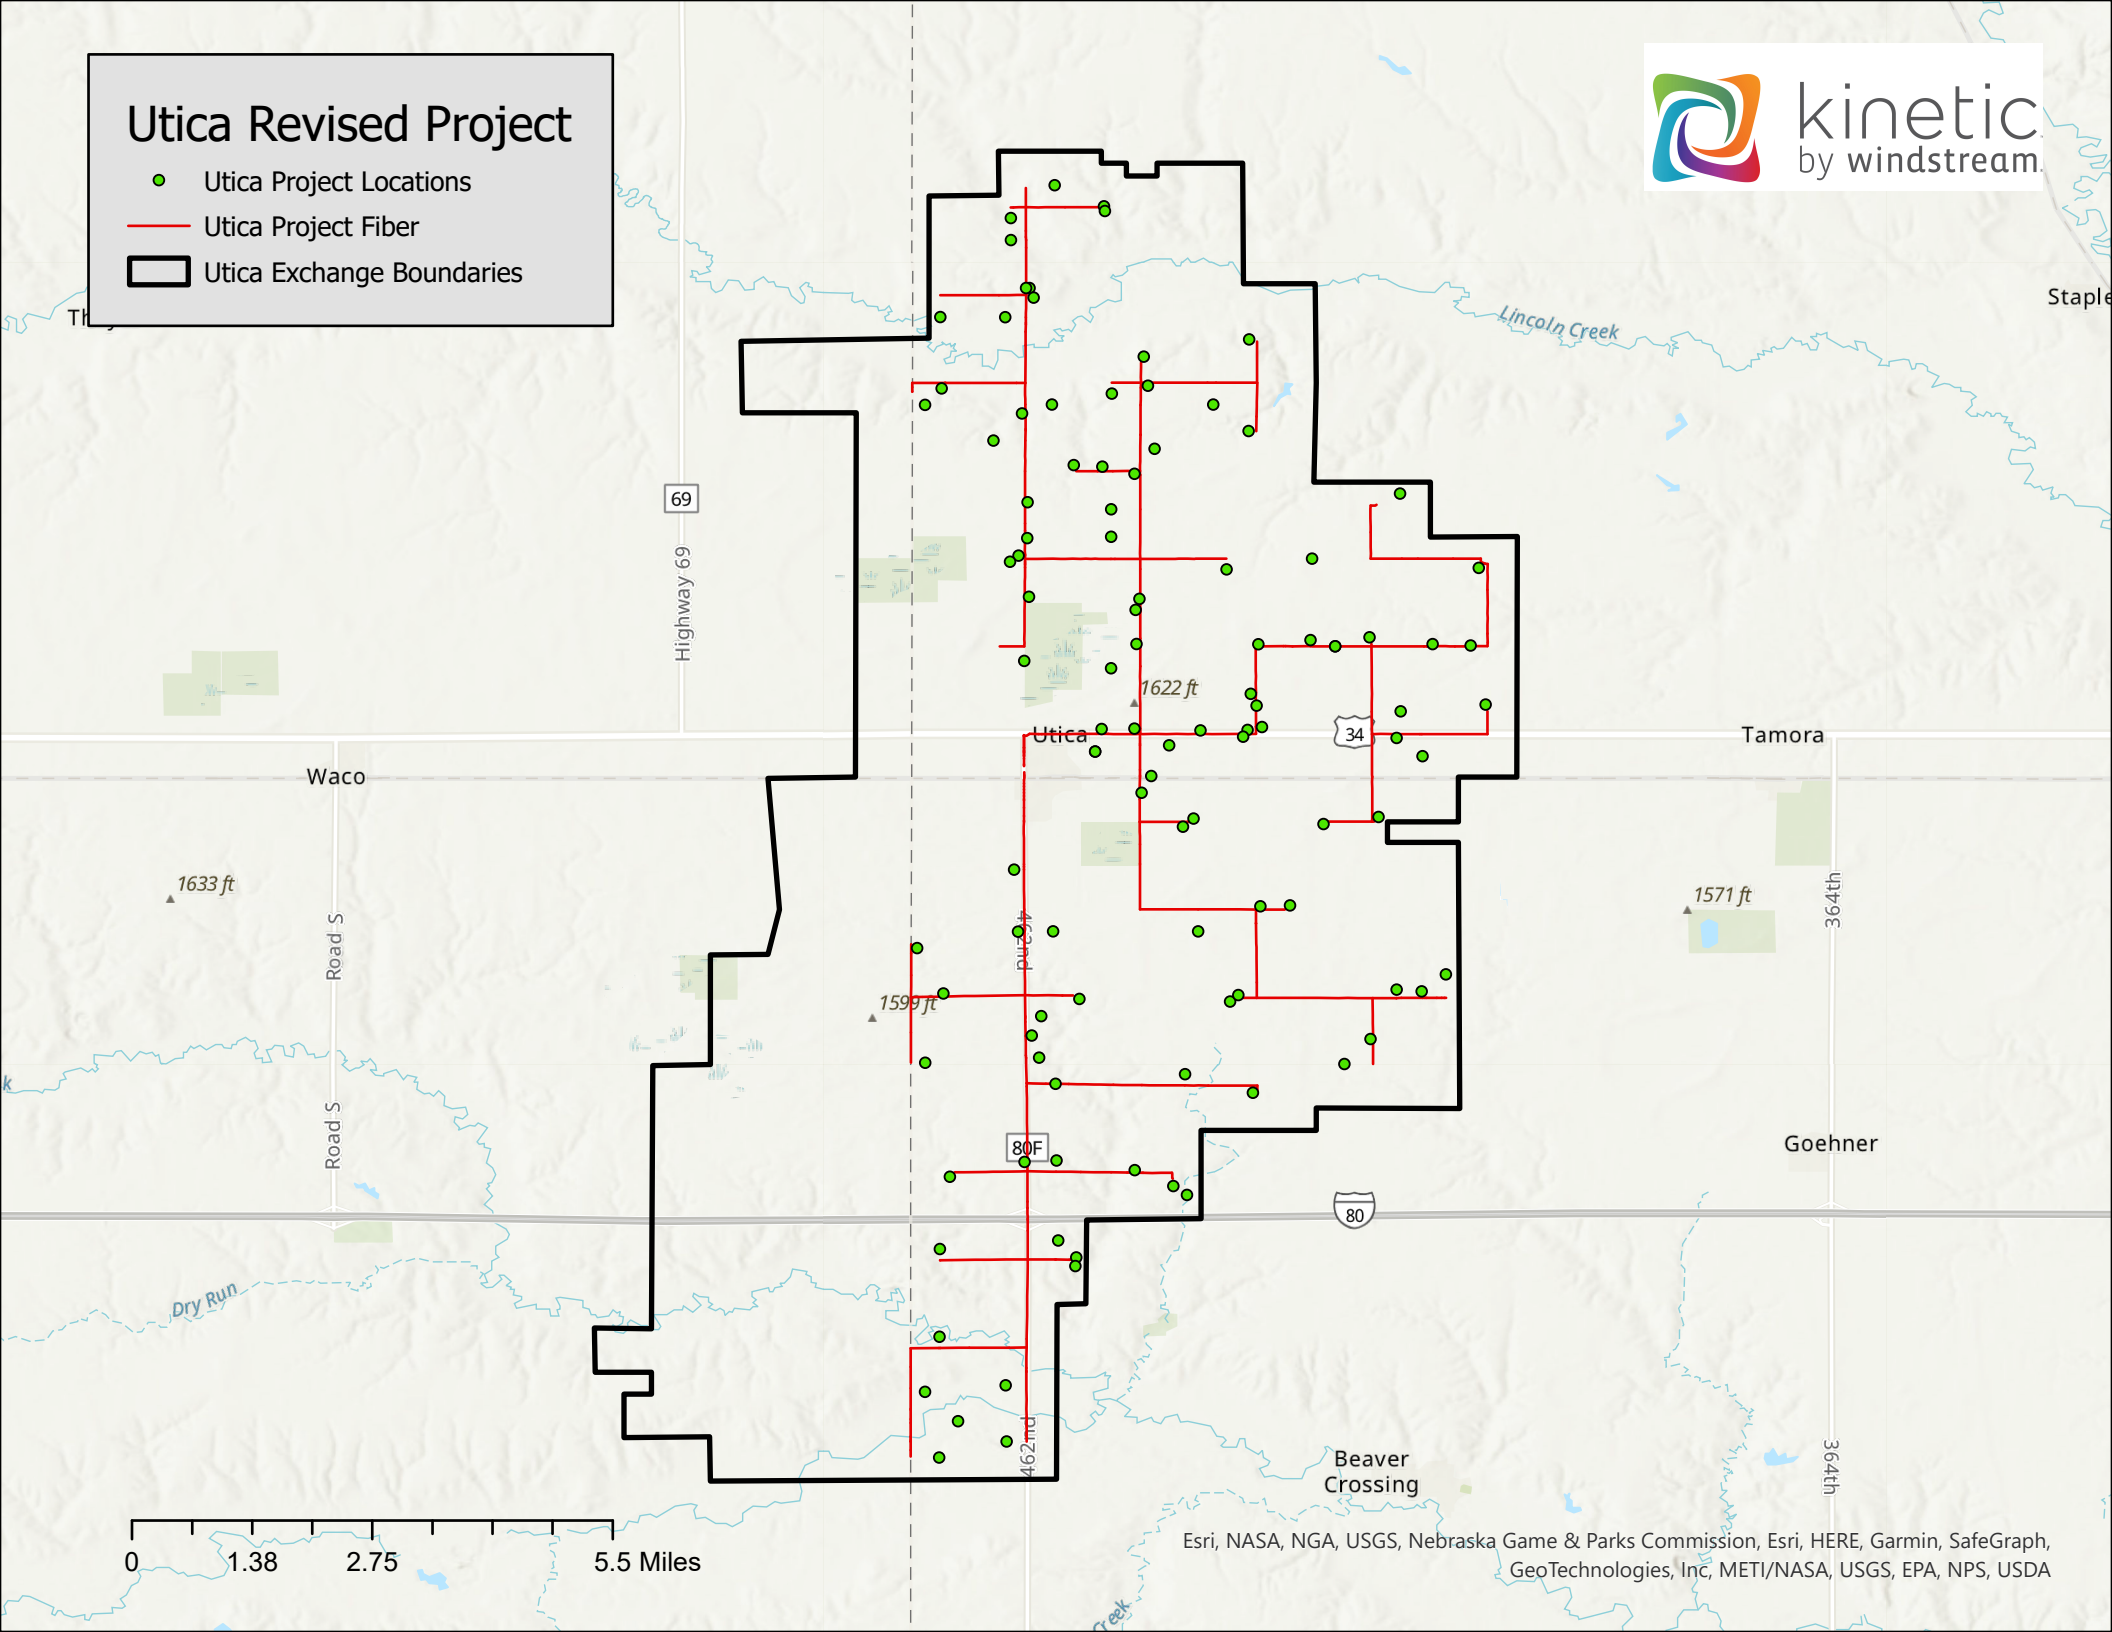 Utica Revised Project
Utica Project Locations
Utica Project Fiber
Utica Exchange Boundaries
kinetic
by windstream.
Lincoln Creek
69
Highway 69
1622 ft
Utica
34
Tamora
Waco
1633 ft
Road S
462nd
1571 ft
364th
1599 ft
Road S
80F
Goehner
80
Dry Run
462nd
Beaver
Crossing
364th
0 1.38 2.75 5.5 Miles
Esri, NASA, NGA, USGS, Nebraska Game & Parks Commission, Esri, HERE, Garmin, SafeGraph,
GeoTechnologies, Inc, METI/NASA, USGS, EPA, NPS, USDA
Creek